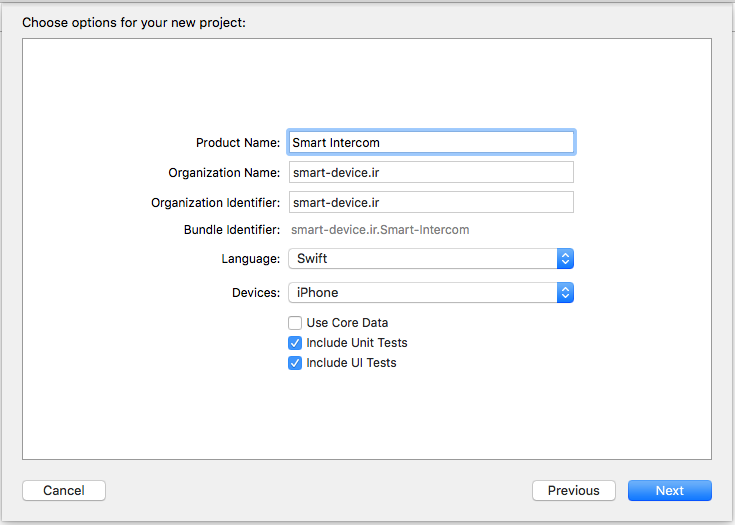 Choose options for your new project:
Product Name: Smart Intercom
Organization Name: smart-device.ir
Organization Identifier: smart-device.ir
Bundle Identifier: smart-device.ir.Smart-Intercom
Language: Swift
Devices: iPhone
Use Core Data
Include Unit Tests
Include UI Tests
Cancel Previous Next